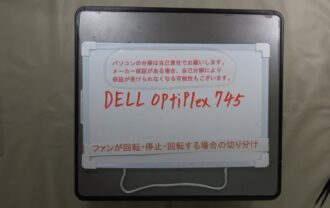 パソコンの分解は自己責任でお願いします。
メーカー保証がある場合、自己分解により
保証が受けられなくなる可能性もございます。
DELL OPTiPlex 745
ファンが回転・停止・回転する場合の切り分け